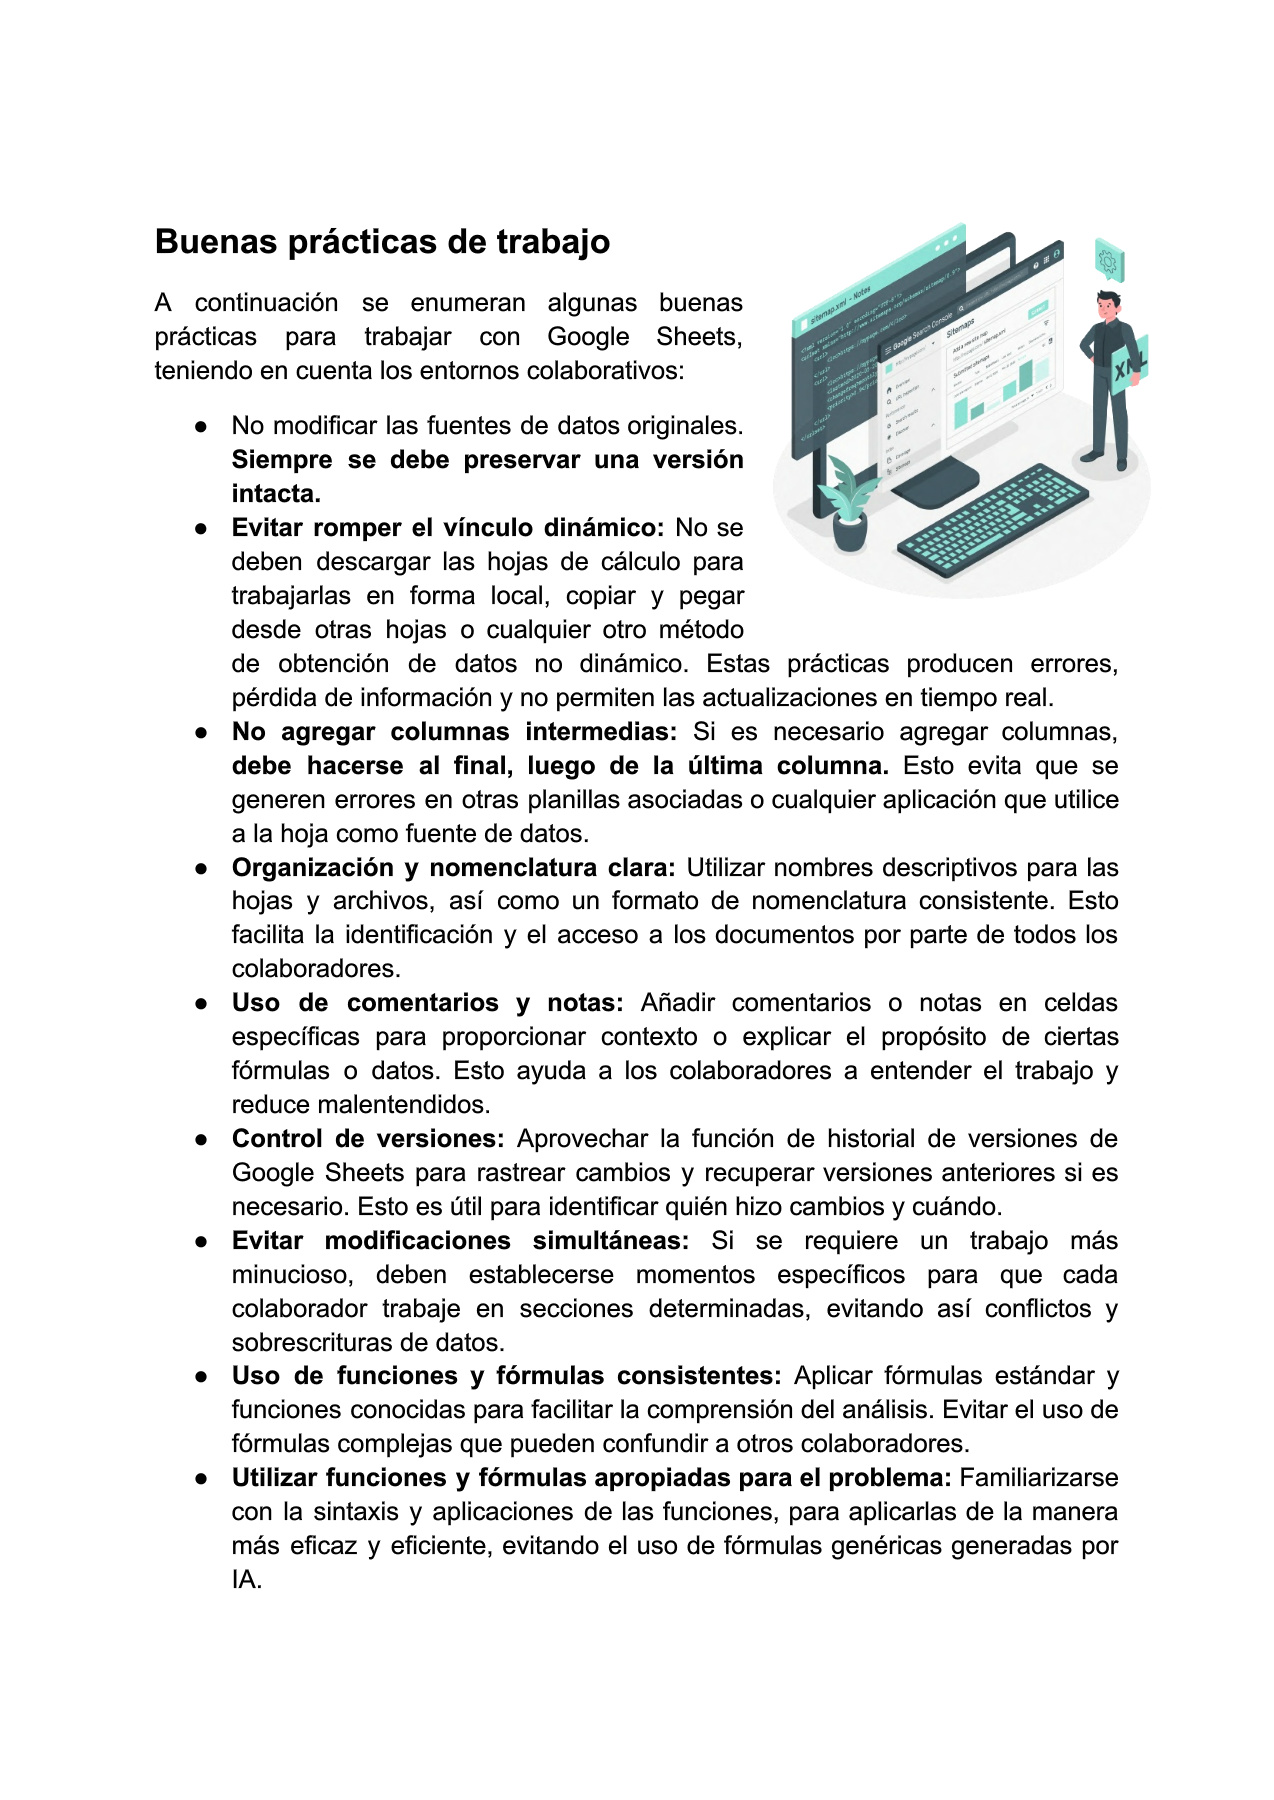 Buenas prácticas de trabajo
A continuación se enumeran algunas buenas
prácticas para trabajar con Google Sheets,
teniendo en cuenta los entornos colaborativos:
● No modificar las fuentes de datos originales.
Siempre se debe preservar una versión
intacta.
● Evitar romper el vínculo dinámico: No se
deben descargar las hojas de cálculo para
trabajarlas en forma local, copiar y pegar
desde otras hojas o cualquier otro método
de obtención de datos no dinámico. Estas prácticas producen errores,
pérdida de información y no permiten las actualizaciones en tiempo real.
● No agregar columnas intermedias: Si es necesario agregar columnas,
debe hacerse al final, luego de la última columna. Esto evita que se
generen errores en otras planillas asociadas o cualquier aplicación que utilice
a la hoja como fuente de datos.
● Organización y nomenclatura clara: Utilizar nombres descriptivos para las
hojas y archivos, así como un formato de nomenclatura consistente. Esto
facilita la identificación y el acceso a los documentos por parte de todos los
colaboradores.
● Uso de comentarios y notas: Añadir comentarios o notas en celdas
específicas para proporcionar contexto o explicar el propósito de ciertas
fórmulas o datos. Esto ayuda a los colaboradores a entender el trabajo y
reduce malentendidos.
● Control de versiones: Aprovechar la función de historial de versiones de
Google Sheets para rastrear cambios y recuperar versiones anteriores si es
necesario. Esto es útil para identificar quién hizo cambios y cuándo.
● Evitar modificaciones simultáneas: Si se requiere un trabajo más
minucioso, deben establecerse momentos específicos para que cada
colaborador trabaje en secciones determinadas, evitando así conflictos y
sobrescrituras de datos.
● Uso de funciones y fórmulas consistentes: Aplicar fórmulas estándar y
funciones conocidas para facilitar la comprensión del análisis. Evitar el uso de
fórmulas complejas que pueden confundir a otros colaboradores.
● Utilizar funciones y fórmulas apropiadas para el problema: Familiarizarse
con la sintaxis y aplicaciones de las funciones, para aplicarlas de la manera
más eficaz y eficiente, evitando el uso de fórmulas genéricas generadas por
IA.
sitemap.xml - Notes
Google Search Console
Sitemaps